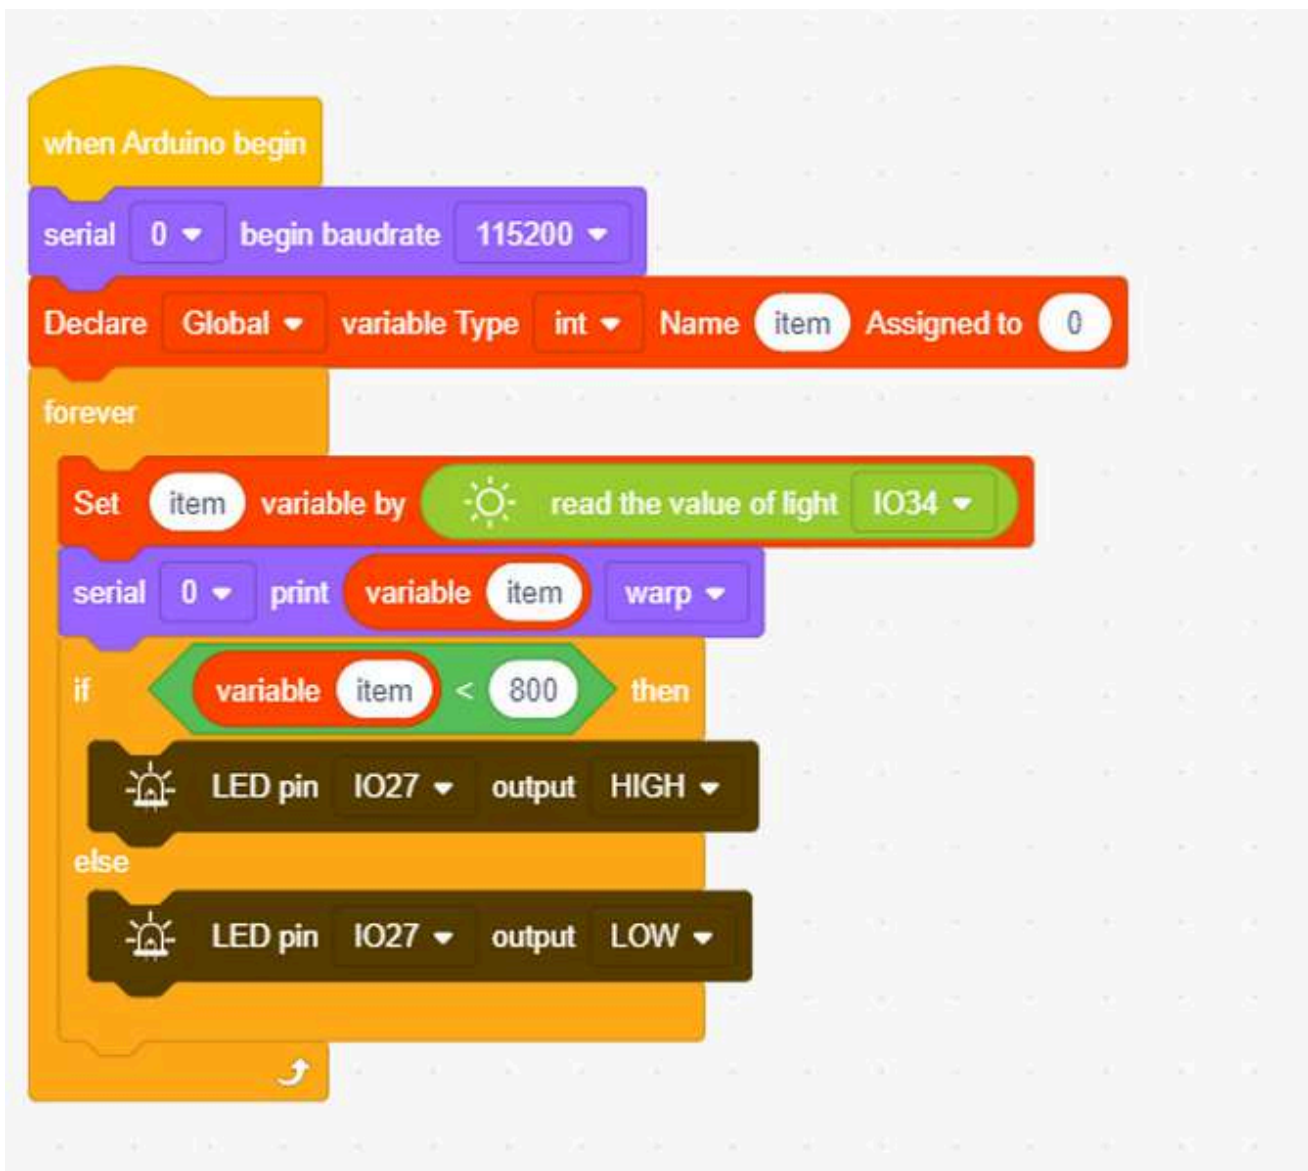 when Arduino begin
serial 0 begin baudrate 115200
Declare Global variable Type int Name item Assigned to 0
forever
Set item variable by read the value of light IO34
serial 0 print variable item warp
if variable item < 800 then
LED pin IO27 output HIGH
else
LED pin IO27 output LOW